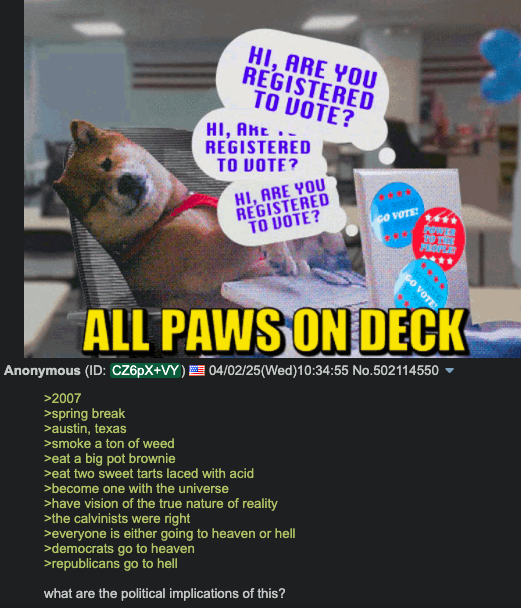 HI, ARE YOU
REGISTERED
TO VOTE?
HI, ARE
REGISTERED
TO VOTE?
HI, ARE YOU
REGISTERED
TO VOTE?
GO VOTE!
POWER
TO THE
PEOPLE!
GO VOTE!
ALL PAWS ON DECK
Anonymous (ID: CZ6pX+VY) 04/02/25(Wed)10:34:55 No.502114550
>2007
>spring break
>austin, texas
>smoke a ton of weed
>eat a big pot brownie
>eat two sweet tarts laced with acid
>become one with the universe
>have vision of the true nature of reality
>the calvinists were right
>everyone is either going to heaven or hell
>democrats go to heaven
>republicans go to hell
what are the political implications of this?